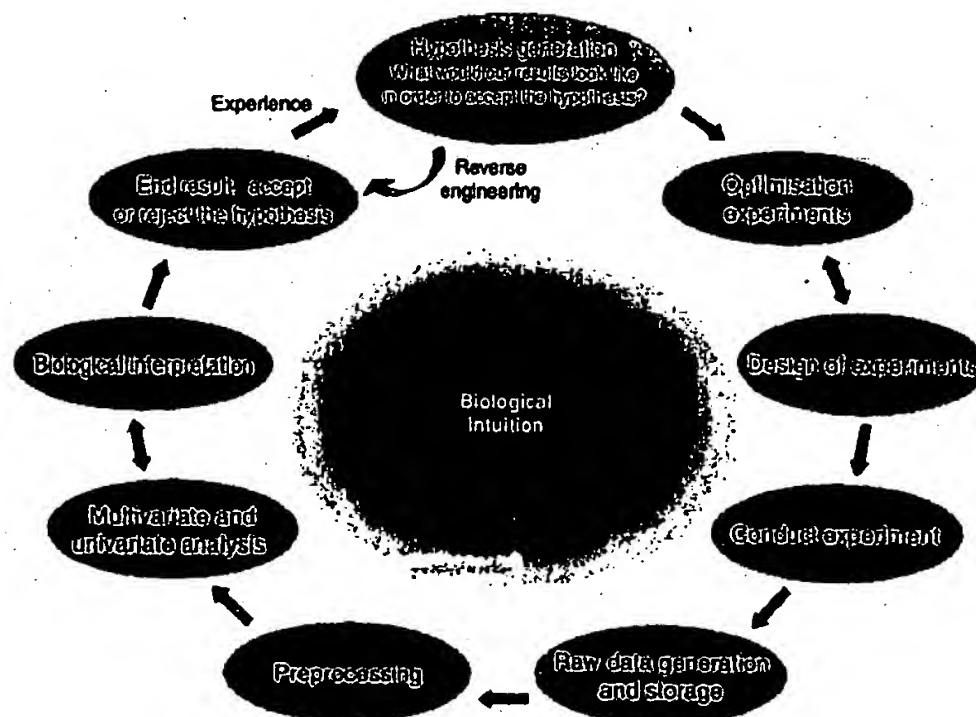 Hypothesis generation
What would our results look like
in order to accept the hypothesis?
Experience
Reverse
engineering
End result: accept
or reject the hypothesis
Optimisation
experiments
Biological interpretation
Design of experiments
Biological
Intuition
Multivariate and
univariate analysis
Conduct experiment
Preprocessing
Raw data generation
and storage